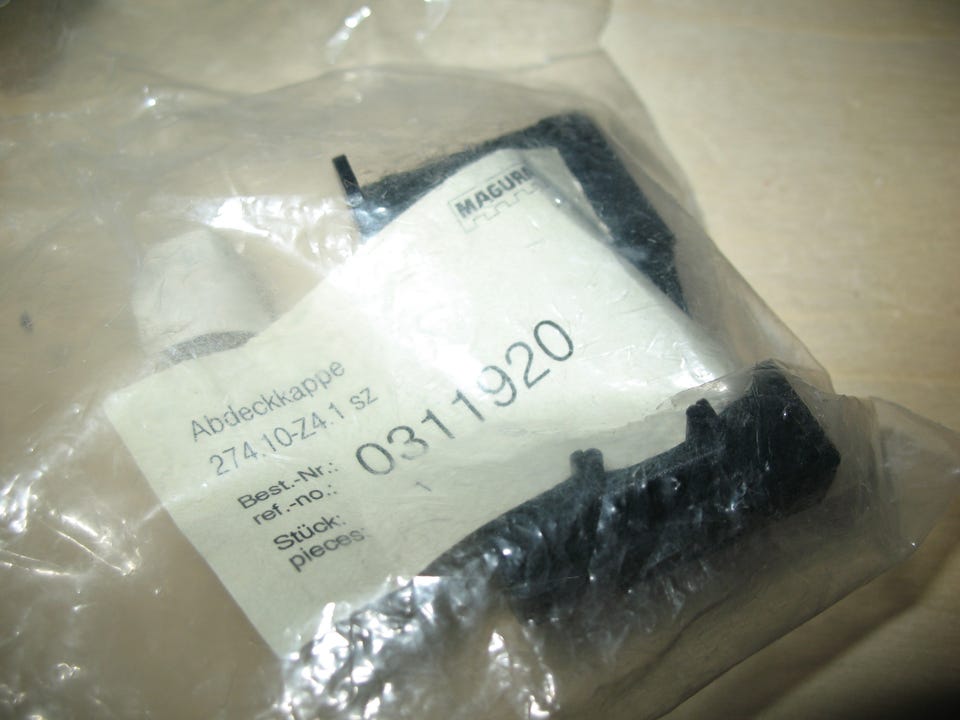 MAGURA
Abdeckkappe
274.10-Z4.1 sz
Best.-Nr.: 0311920
ref.-no.:
Stück: 1
pieces: